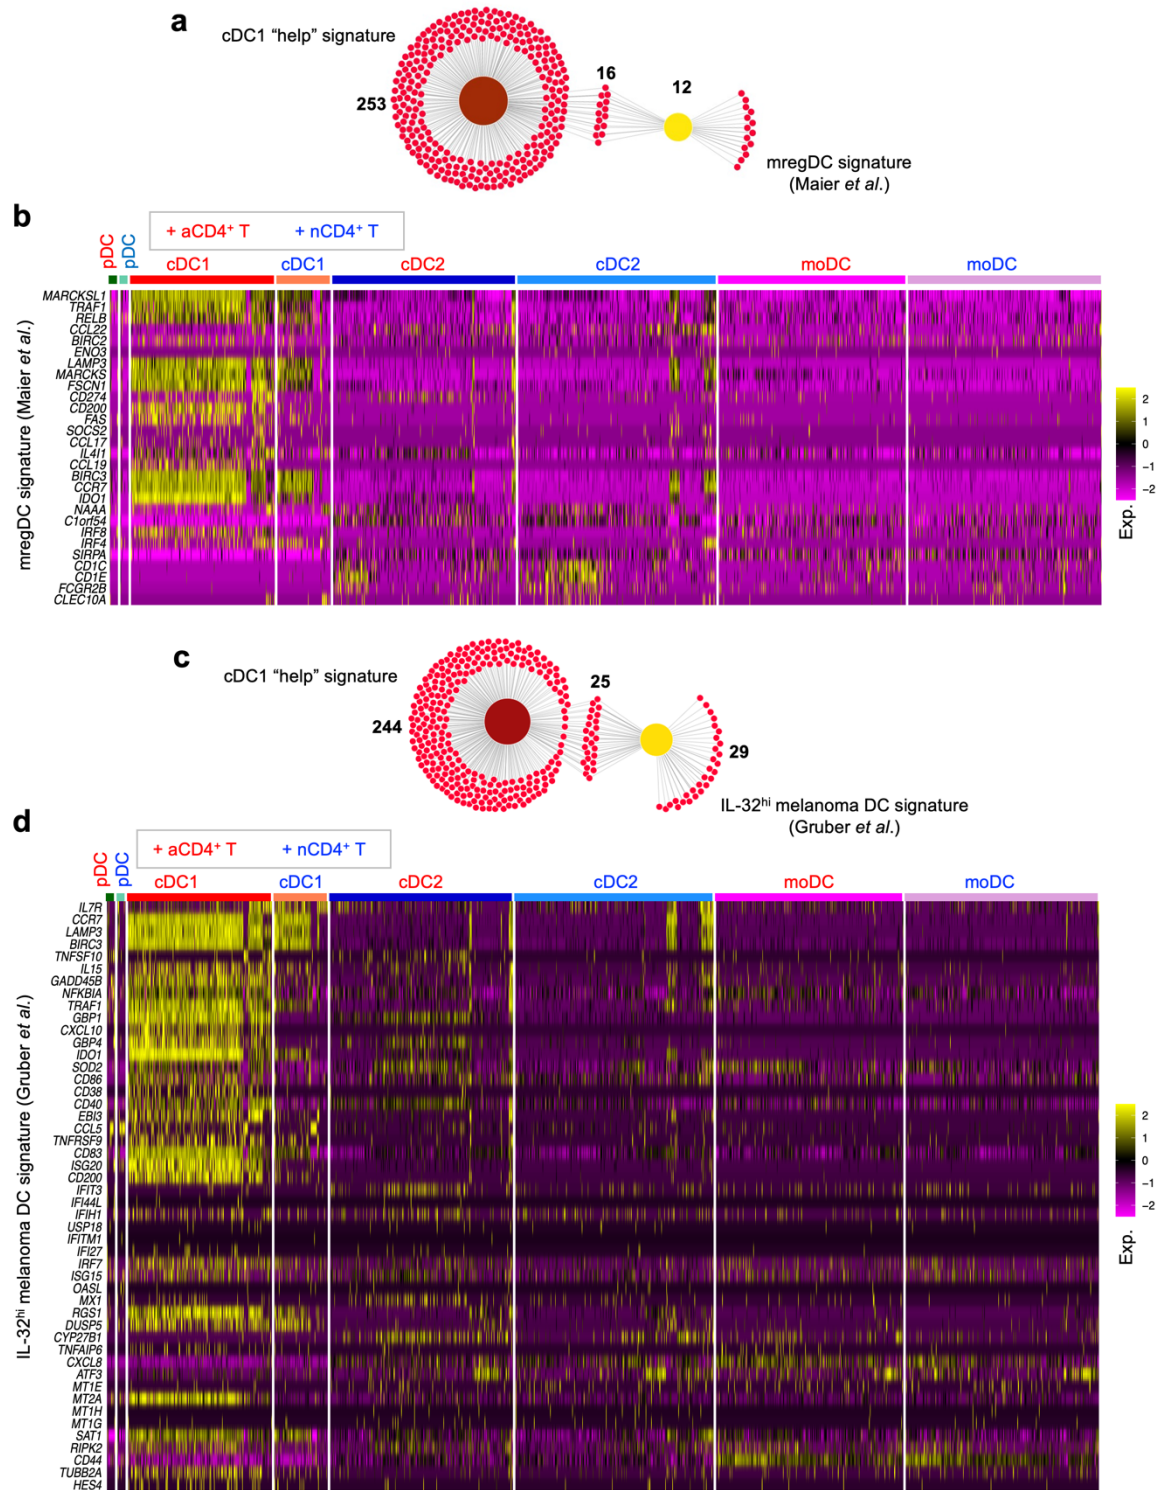 a
cDC1 “help” signature
253
16
12
mregDC signature
(Maier et al.)
b
+ aCD4+ T + nCD4+ T
pDC
pDC
cDC1
cDC1
cDC2
cDC2
moDC
moDC
mregDC signature (Maier et al.)
MARCKSL1
TRAF1
RELB
CCL22
BIRC2
ENO3
LAMP3
MARCKS
FSCN1
CD274
CD200
FAS
SOCS2
CCL17
IL4I1
CCL19
BIRC3
CCR7
IDO1
NAAA
C1orf54
IRF8
IRF4
SIRPA
CD1C
CD1E
FCGR2B
CLEC10A
2
1
0
−1
−2
Exp.
c
cDC1 “help” signature
244
25
29
IL-32hi melanoma DC signature
(Gruber et al.)
d
+ aCD4+ T + nCD4+ T
pDC
pDC
cDC1
cDC1
cDC2
cDC2
moDC
moDC
IL-32hi melanoma DC signature (Gruber et al.)
IL7R
CCR7
LAMP3
BIRC3
TNFSF10
IL15
GADD45B
NFKBIA
TRAF1
GBP1
CXCL10
GBP4
IDO1
SOD2
CD86
CD38
CD40
EBI3
CCL5
TNFRSF9
CD83
ISG20
CD200
IFIT3
IFI44L
IFIH1
USP18
IFITM1
IFI27
IRF7
ISG15
OASL
MX1
RGS1
DUSP5
CYP27B1
TNFAIP6
CXCL8
ATF3
MT1E
MT2A
MT1H
MT1G
SAT1
RIPK2
CD44
TUBB2A
HES4
2
1
0
−1
−2
Exp.